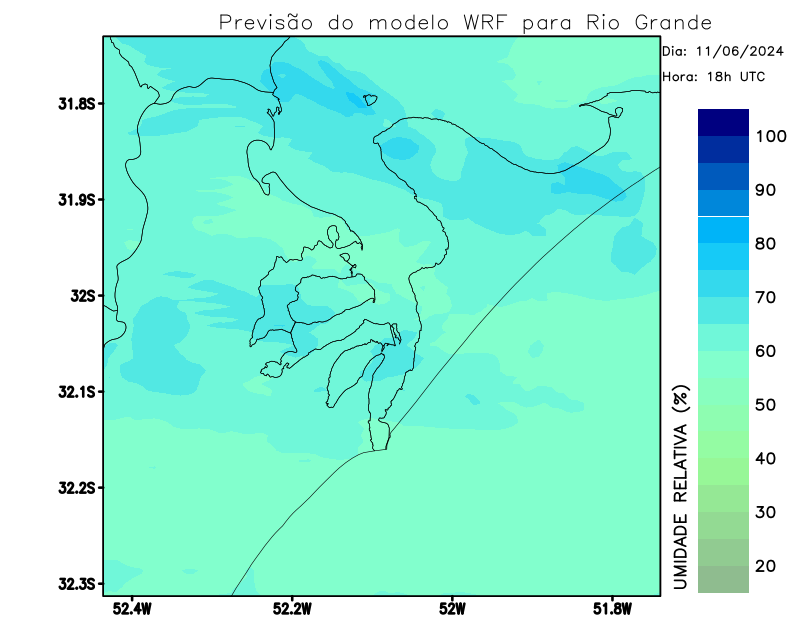 Previsão do modelo WRF para Rio Grande
Dia: 11/06/2024
Hora: 18h UTC
31.8S
31.9S
32S
32.1S
32.2S
32.3S
52.4W
52.2W
52W
51.8W
UMIDADE RELATIVA (%)
100
90
80
70
60
50
40
30
20